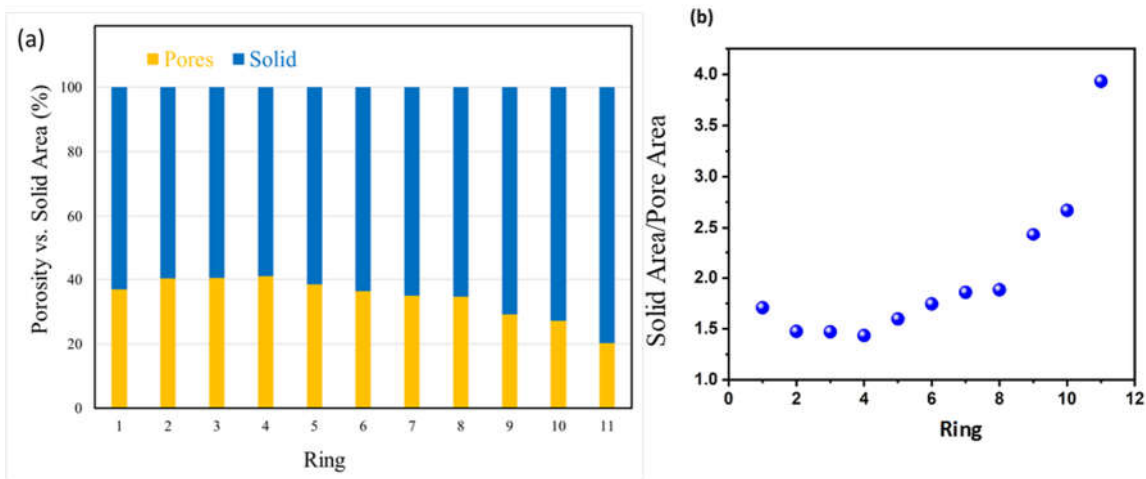 (a)
Pores Solid
Porosity vs. Solid Area (%)
100
80
60
40
20
0
1 2 3 4 5 6 7 8 9 10 11
Ring
(b)
Solid Area/Pore Area
4.0
3.5
3.0
2.5
2.0
1.5
1.0
0 2 4 6 8 10 12
Ring